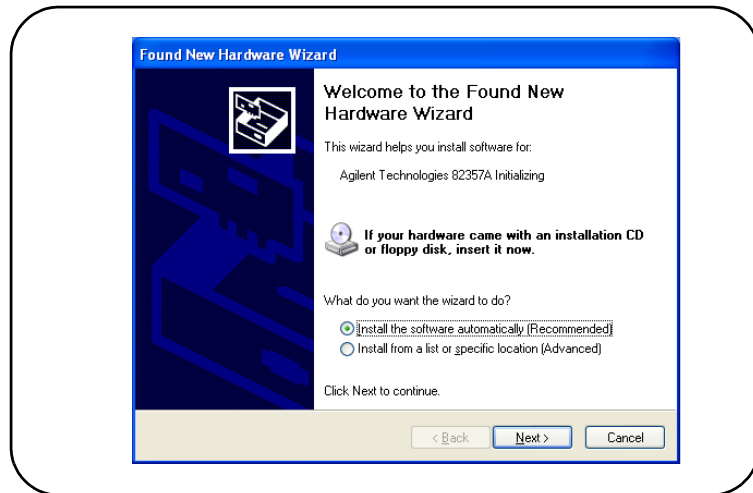 Found New Hardware Wizard
Welcome to the Found New
Hardware Wizard
This wizard helps you install software for:
Agilent Technologies 82357A Initializing
If your hardware came with an installation CD
or floppy disk, insert it now.
What do you want the wizard to do?
Install the software automatically (Recommended)
Install from a list or specific location (Advanced)
Click Next to continue.
< Back Next > Cancel